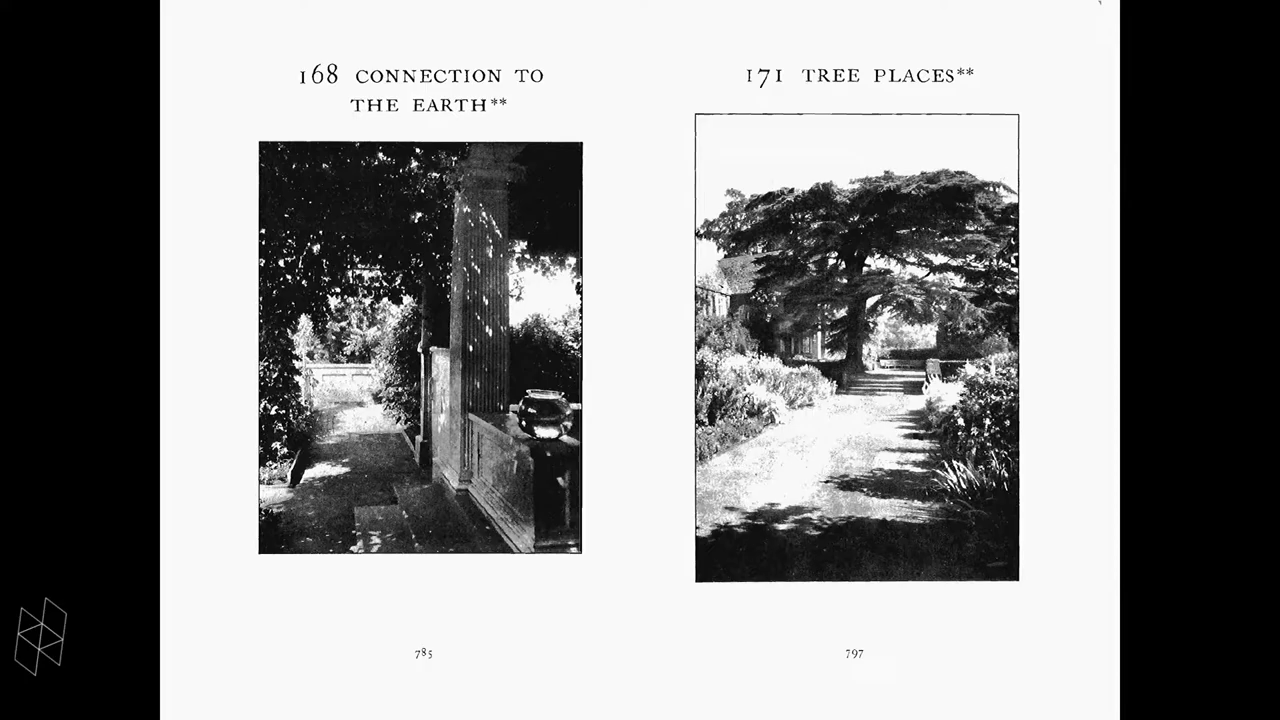 168 CONNECTION TO
THE EARTH**
785
171 TREE PLACES**
797